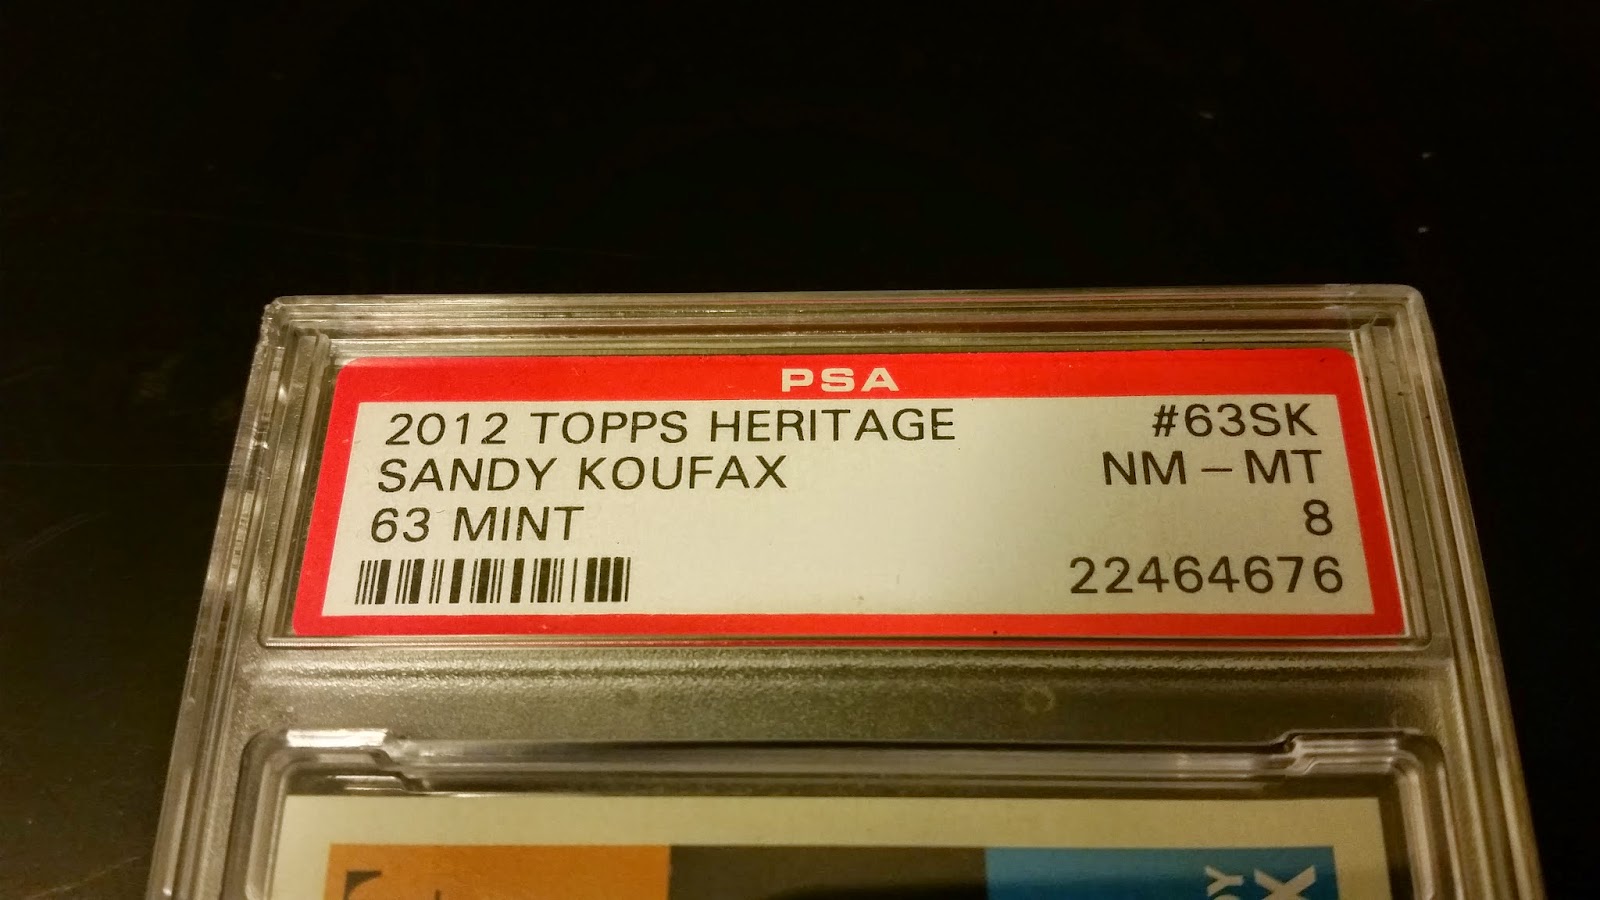 PSA
2012 TOPPS HERITAGE #63SK
SANDY KOUFAX NM - MT
63 MINT 8
22464676